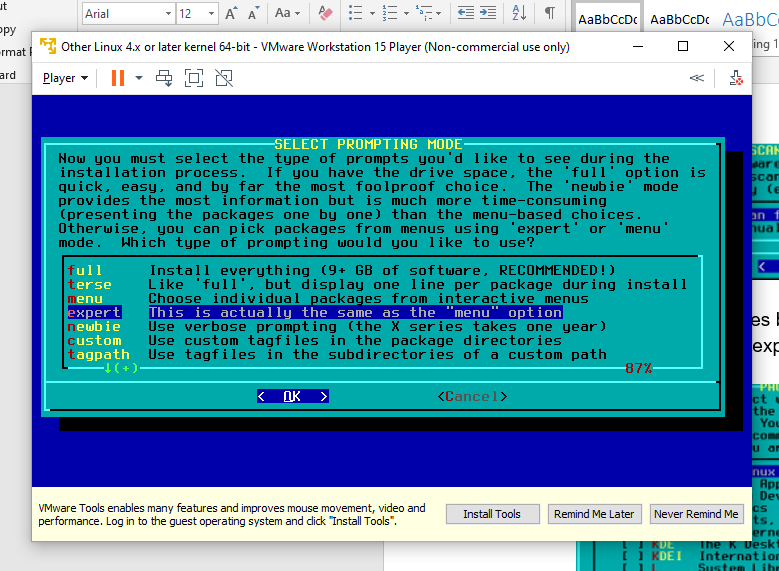 Arial
12
Aa
AaBbCcDc AaBbCcDc AaBbCc
Other Linux 4.x or later kernel 64-bit - VMware Workstation 15 Player (Non-commercial use only)
Player
SELECT PROMPTING MODE
Now you must select the type of prompts you'd like to see during the
installation process.  If you have the drive space, the 'full' option is
quick, easy, and by far the most foolproof choice.  The 'newbie' mode
provides the most information but is much more time-consuming
(presenting the packages one by one) than the menu-based choices.
Otherwise, you can pick packages from menus using 'expert' or 'menu'
mode.  Which type of prompting would you like to use?
full Install everything (9+ GB of software, RECOMMENDED!)
terse Like 'full', but display one line per package during install
menu Choose individual packages from interactive menus
expert This is actually the same as the "menu" option
newbie Use verbose prompting (the X series takes one year)
custom Use custom tagfiles in the package directories
tagpath Use tagfiles in the subdirectories of a custom path
↓(+) 87%
< OK > <Cancel>
VMware Tools enables many features and improves mouse movement, video and
performance. Log in to the guest operating system and click "Install Tools".
Install Tools Remind Me Later Never Remind Me
[ ] KDE The K Deskt
[ ] KDEI Internation
[ ] L System Lib